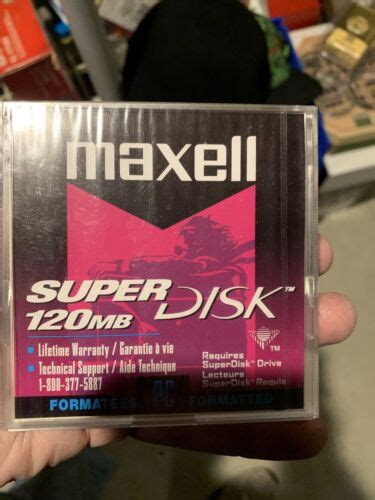 maxell
SUPER DISK™
120MB
▪ Lifetime Warranty / Garantie à vie
▪ Technical Support / Aide Technique
1-800-377-5887
™
Requires
SuperDisk™ Drive
Lecteurs
SuperDisk™ Requis
FORMATÉES PC FORMATTED